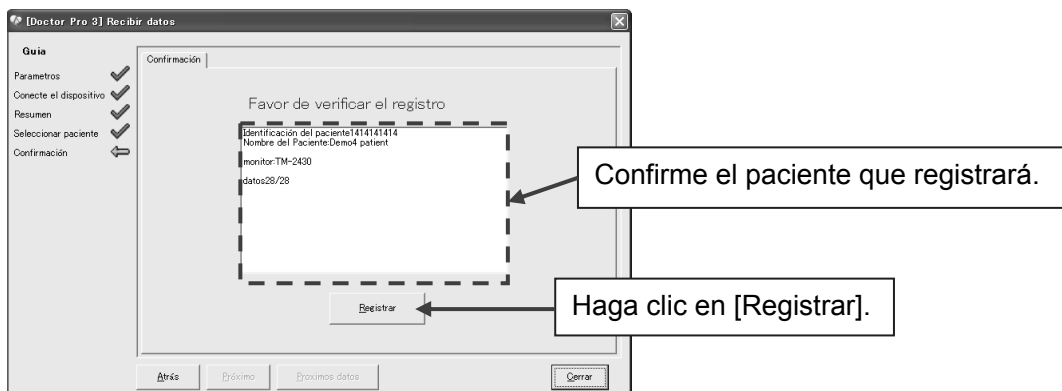 [Doctor Pro 3] Recibir datos
Guia
Parametros
Conecte el dispositivo
Resumen
Seleccionar paciente
Confirmación
Confirmación
Favor de verificar el registro
Identificación del paciente1414141414
Nombre del Paciente:Demo4 patient
monitor:TM-2430
datos28/28
Confirme el paciente que registrará.
Registrar
Haga clic en [Registrar].
Atrás
Próximo
Proximos datos
Cerrar